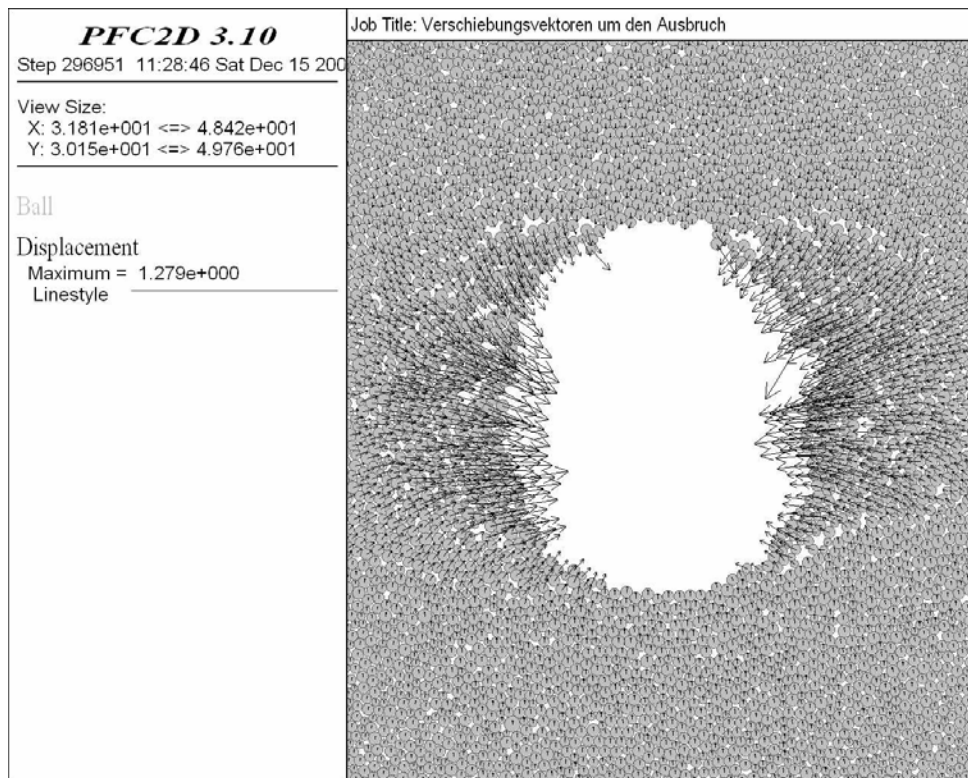 PFC2D 3.10
Step 296951 11:28:46 Sat Dec 15 200
View Size:
X: 3.181e+001 <=> 4.842e+001
Y: 3.015e+001 <=> 4.976e+001
Ball
Displacement
Maximum = 1.279e+000
Linestyle
Job Title: Verschiebungsvektoren um den Ausbruch